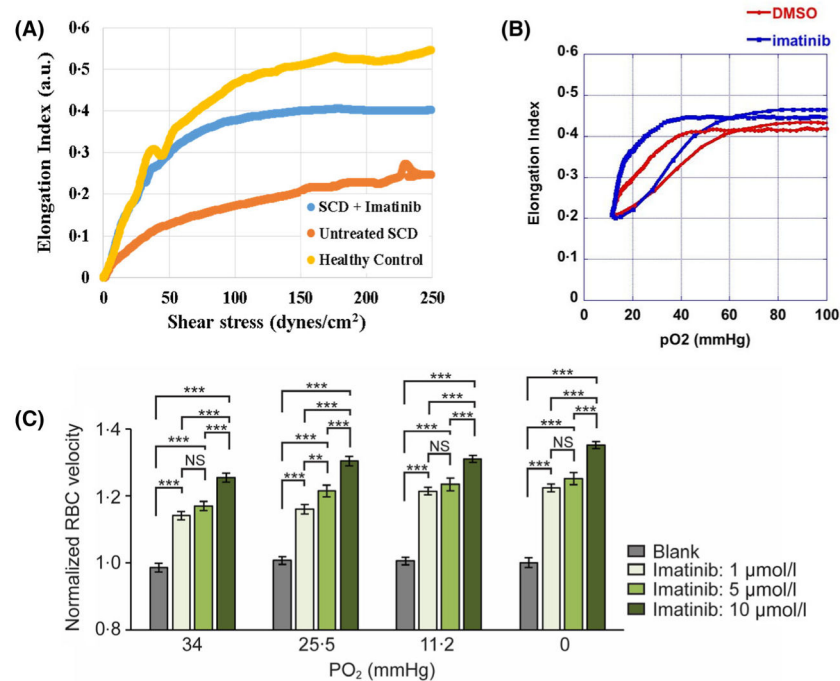 (A)
Elongation Index (a.u.)
0·6
0·5
0·4
0·3
0·2
0·1
0
0 50 100 150 200 250
Shear stress (dynes/cm²)
SCD + Imatinib
Untreated SCD
Healthy Control
(B)
DMSO
imatinib
Elongation Index
0·6
0·5
0·4
0·3
0·2
0·1
0
0 20 40 60 80 100
pO2 (mmHg)
(C)
Normalized RBC velocity
1·4
1·2
1·0
0·8
*** *** *** ***
*** *** *** ***
*** *** *** ***
*** *** *** ***
NS ** NS NS
*** *** *** ***
34 25·5 11·2 0
PO₂ (mmHg)
Blank
Imatinib: 1 μmol/l
Imatinib: 5 μmol/l
Imatinib: 10 μmol/l